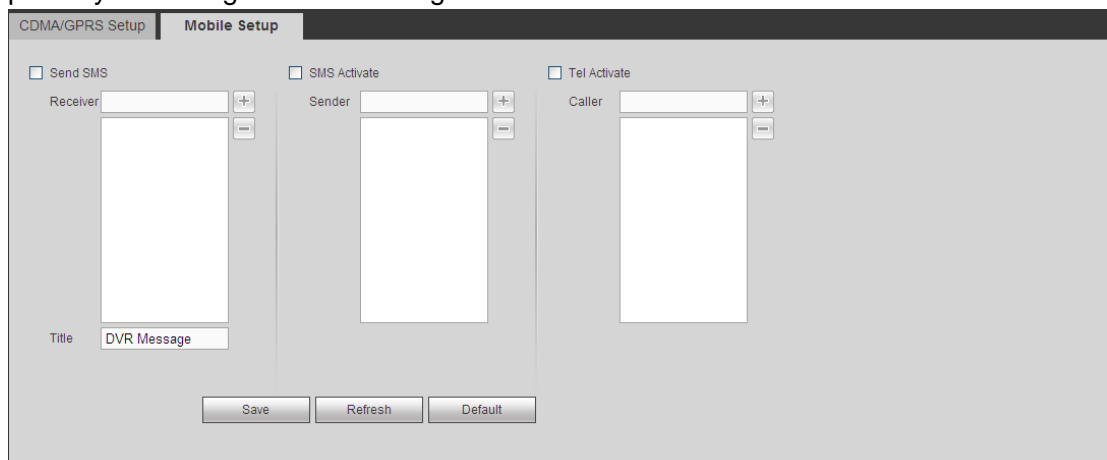 CDMA/GPRS Setup Mobile Setup
Send SMS SMS Activate Tel Activate
Receiver Sender Caller
Title DVR Message
Save Refresh Default